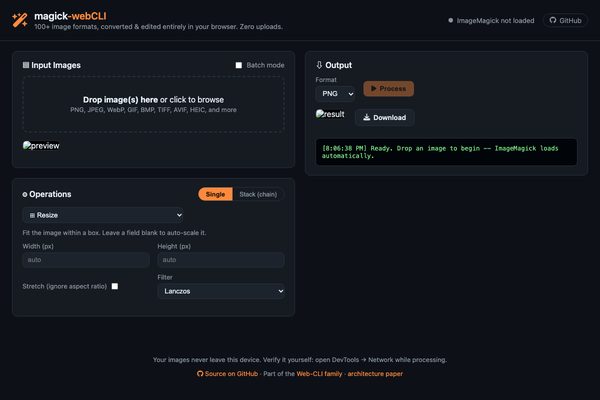 magick-webCLI
100+ image formats, converted & edited entirely in your browser. Zero uploads.
ImageMagick not loaded
GitHub
Input Images
Batch mode
Drop image(s) here or click to browse
PNG, JPEG, WebP, GIF, BMP, TIFF, AVIF, HEIC, and more
preview
Operations
Single
Stack (chain)
Resize
Fit the image within a box. Leave a field blank to auto-scale it.
Width (px)
Height (px)
auto
auto
Stretch (ignore aspect ratio)
Filter
Lanczos
Output
Format
PNG
Process
result
Download
[8:06:38 PM] Ready. Drop an image to begin -- ImageMagick loads
automatically.
Your images never leave this device. Verify it yourself: open DevTools → Network while processing.
Source on GitHub · Part of the Web-CLI family · architecture paper